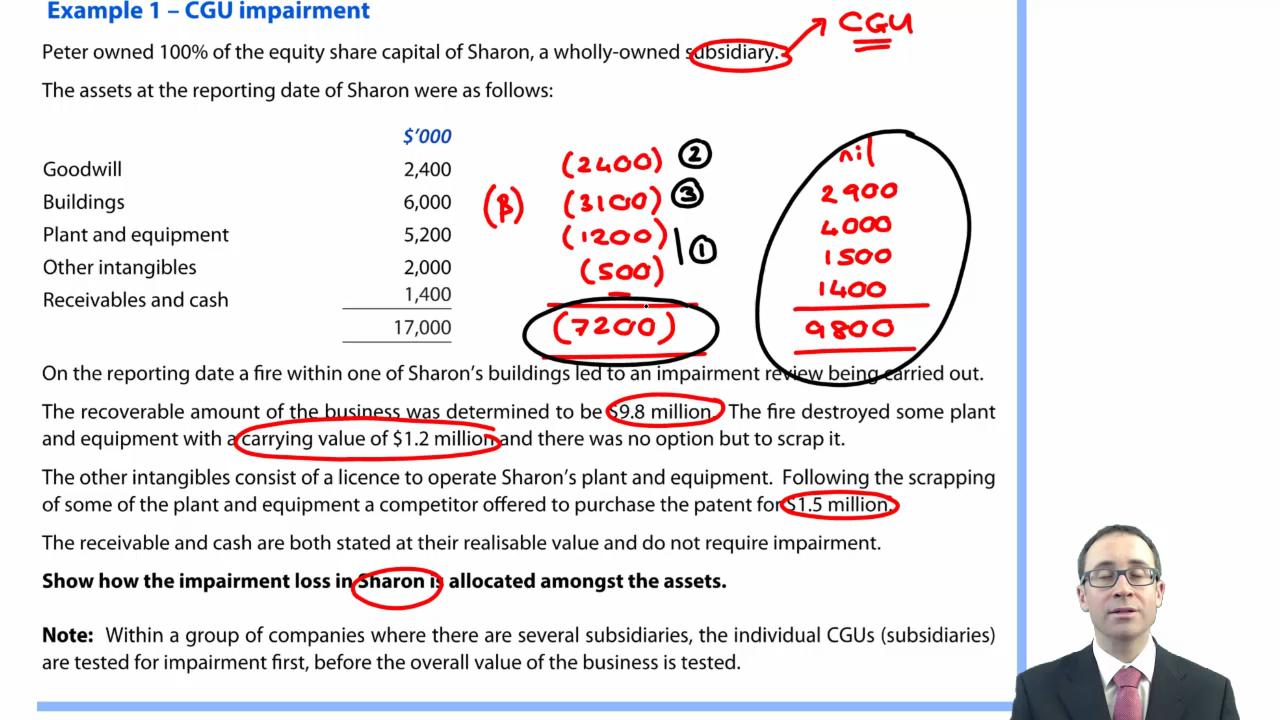 Example 1 – CGU impairment
CGU
Peter owned 100% of the equity share capital of Sharon, a wholly-owned subsidiary.
The assets at the reporting date of Sharon were as follows:
$'000
Goodwill 2,400 (2400) 2 nil
Buildings 6,000 (β) (3100) 3 2900
Plant and equipment 5,200 (1200) 1 4000
Other intangibles 2,000 (500) 1500
Receivables and cash 1,400 – 1400
17,000 (7200) 9800
On the reporting date a fire within one of Sharon's buildings led to an impairment review being carried out.
The recoverable amount of the business was determined to be $9.8 million. The fire destroyed some plant
and equipment with a carrying value of $1.2 million and there was no option but to scrap it.
The other intangibles consist of a licence to operate Sharon's plant and equipment. Following the scrapping
of some of the plant and equipment a competitor offered to purchase the patent for $1.5 million.
The receivable and cash are both stated at their realisable value and do not require impairment.
Show how the impairment loss in Sharon is allocated amongst the assets.
Note: Within a group of companies where there are several subsidiaries, the individual CGUs (subsidiaries)
are tested for impairment first, before the overall value of the business is tested.